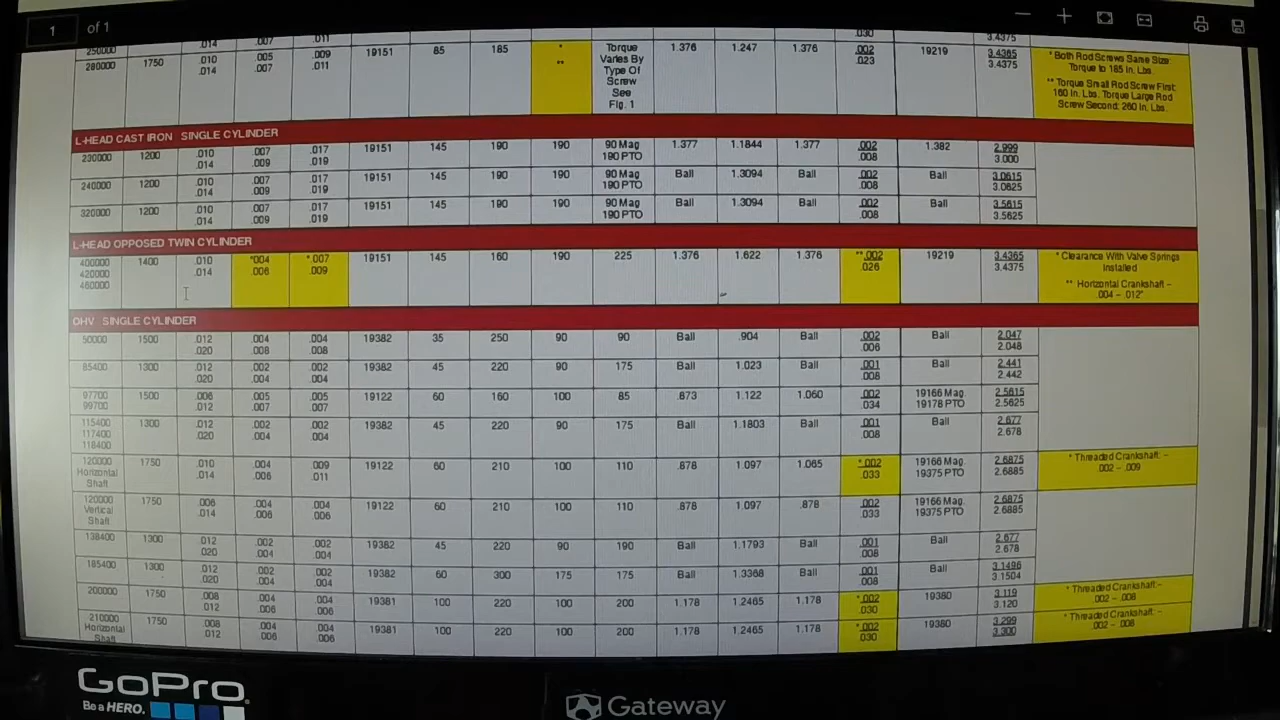 1 of 1
.014 .007 .011 .030 3.4375
250000 .005 .009 19151 85 185 * Torque 1.376 1.247 1.376 .002 19219 3.4365
280000 1750 .010 .007 .011 ** Varies By .023 3.4375
.014 Type Of
Screw
See
Fig. 1
* Both Rod Screws Same Size:
Torque to 185 In. Lbs.
** Torque Small Rod Screw First:
160 In. Lbs. Torque Large Rod
Screw Second: 260 In. Lbs.
L-HEAD CAST IRON SINGLE CYLINDER
230000 1200 .010 .007 .017 19151 145 190 190 90 Mag 1.377 1.1844 1.377 .002 1.382 2.999
.014 .009 .019 190 PTO .008 3.000
240000 1200 .010 .007 .017 19151 145 190 190 90 Mag Ball 1.3094 Ball .002 Ball 3.0615
.014 .009 .019 190 PTO .008 3.0625
320000 1200 .010 .007 .017 19151 145 190 190 90 Mag Ball 1.3094 Ball .002 Ball 3.5615
.014 .009 .019 190 PTO .008 3.5625
L-HEAD OPPOSED TWIN CYLINDER
400000 1400 .010 *.004 *.007 19151 145 160 190 225 1.376 1.622 1.376 **.002 19219 3.4365
420000 .014 .006 .009 .026 3.4375
460000
* Clearance With Valve Springs
Installed
** Horizontal Crankshaft –
.004 – .012"
OHV SINGLE CYLINDER
50000 1500 .012 .004 .004 19382 35 250 90 90 Ball .904 Ball .002 Ball 2.047
.020 .008 .008 .006 2.048
85400 1300 .012 .002 .002 19382 45 220 90 175 Ball 1.023 Ball .001 Ball 2.441
.020 .004 .004 .008 2.442
97700 1500 .006 .005 .005 19122 60 160 100 85 .873 1.122 1.060 .002 19166 Mag 2.5615
99700 .012 .007 .007 .034 19178 PTO 2.5625
115400 1300 .012 .002 .002 19382 45 220 90 175 Ball 1.1803 Ball .001 Ball 2.677
117400 .020 .004 .004 .008 2.678
118400
120000 1750 .010 .004 .009 19122 60 210 100 110 .878 1.097 1.065 *.002 19166 Mag. 2.6875
Horizontal .014 .006 .011 .033 19375 PTO 2.6885
Shaft
* Threaded Crankshaft: –
.002 – .009
120000 1750 .006 .004 .004 19122 60 210 100 110 .878 1.097 .878 .002 19166 Mag. 2.6875
Vertical .014 .006 .006 .033 19375 PTO 2.6885
Shaft
138400 1300 .012 .002 .002 19382 45 220 90 190 Ball 1.1793 Ball .001 Ball 2.677
.020 .004 .004 .008 2.678
185400 1300 .012 .002 .002 19382 60 300 175 175 Ball 1.3368 Ball .001 Ball 3.1496
.020 .004 .004 .008 3.1504
200000 1750 .008 .004 .004 19381 100 220 100 200 1.178 1.2465 1.178 *.002 19380 3.119
.012 .006 .006 .030 3.120
* Threaded Crankshaft –
.002 – .008
210000 1750 .008 .004 .004 19381 100 220 100 200 1.178 1.2465 1.178 *.002 19380 3.299
Horizontal .012 .006 .006 .030 3.300
Shaft
* Threaded Crankshaft: –
.002 – .008
GoPro
Be a HERO.
Gateway